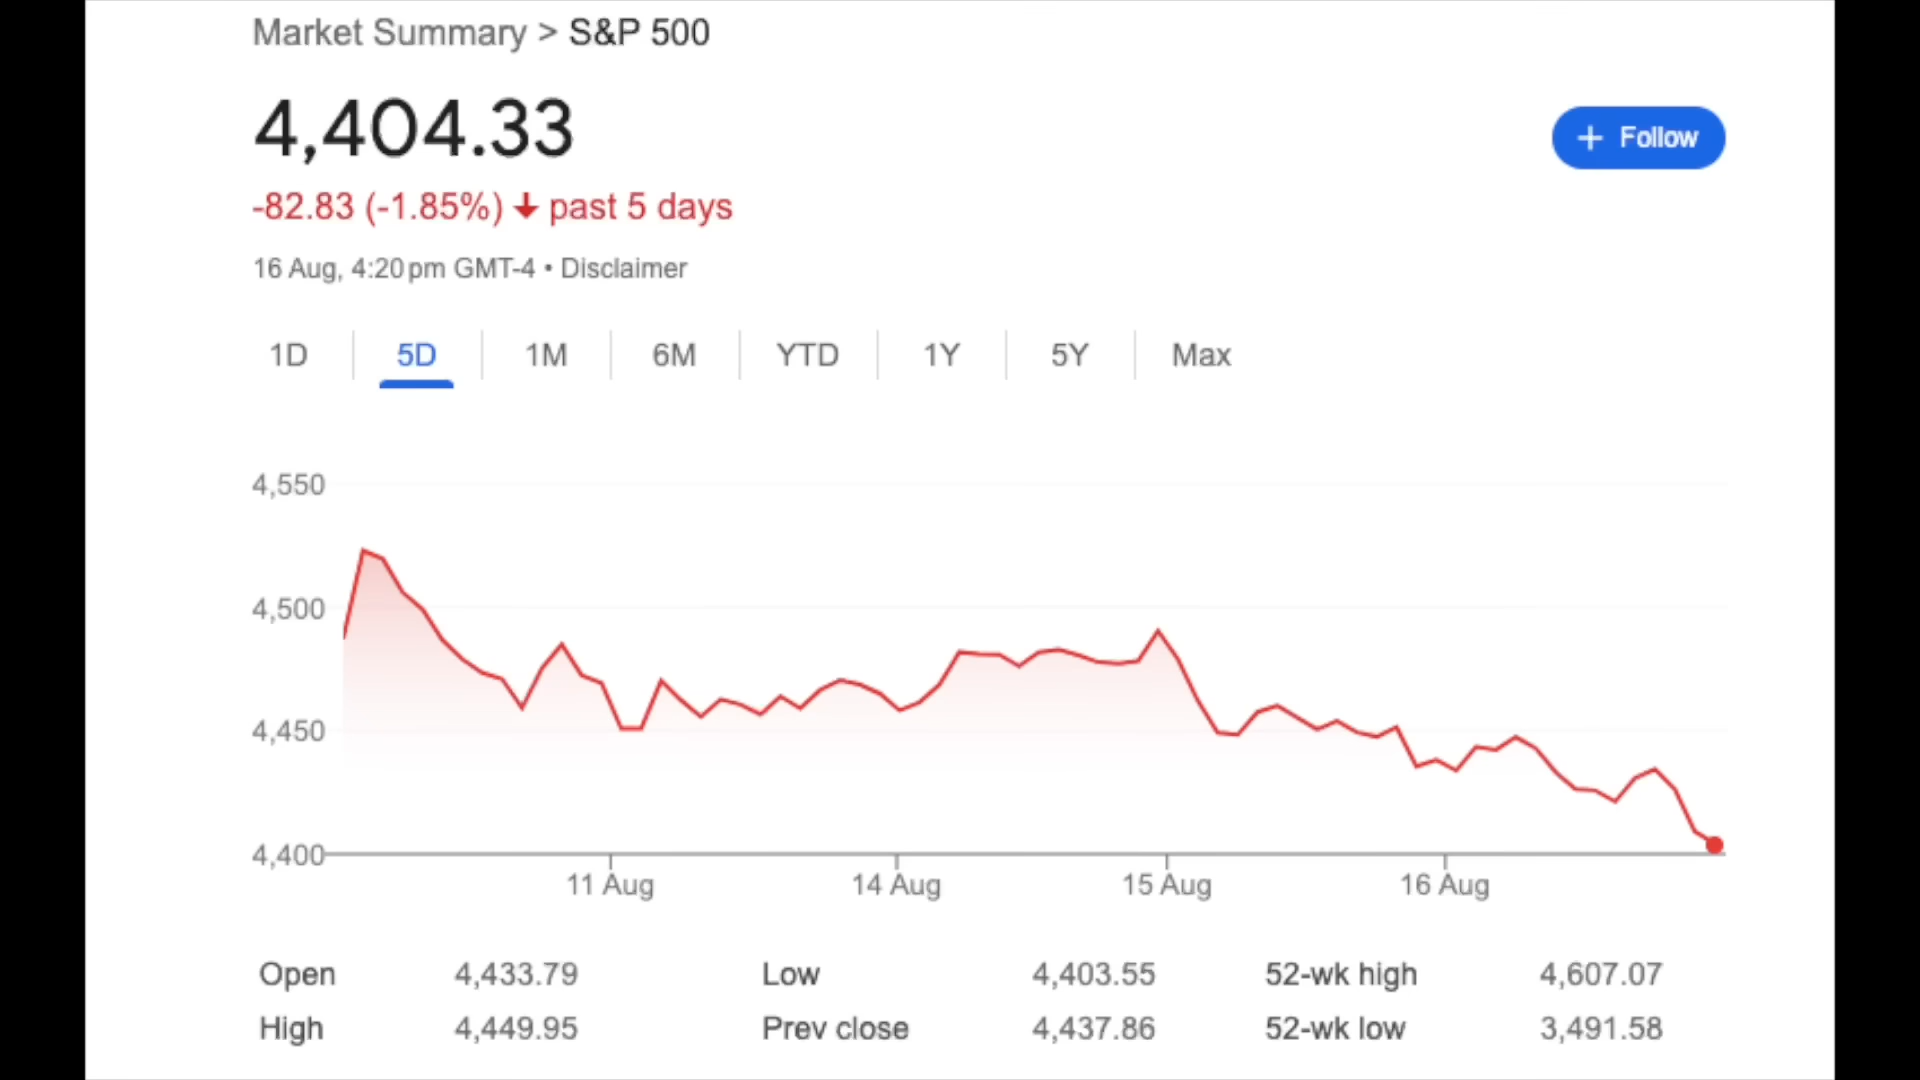 Market Summary > S&P 500
4,404.33
+ Follow
-82.83 (-1.85%) ↓ past 5 days
16 Aug, 4:20 pm GMT-4 • Disclaimer
1D 5D 1M 6M YTD 1Y 5Y Max
4,550
4,500
4,450
4,400
11 Aug 14 Aug 15 Aug 16 Aug
Open 4,433.79 Low 4,403.55 52-wk high 4,607.07
High 4,449.95 Prev close 4,437.86 52-wk low 3,491.58